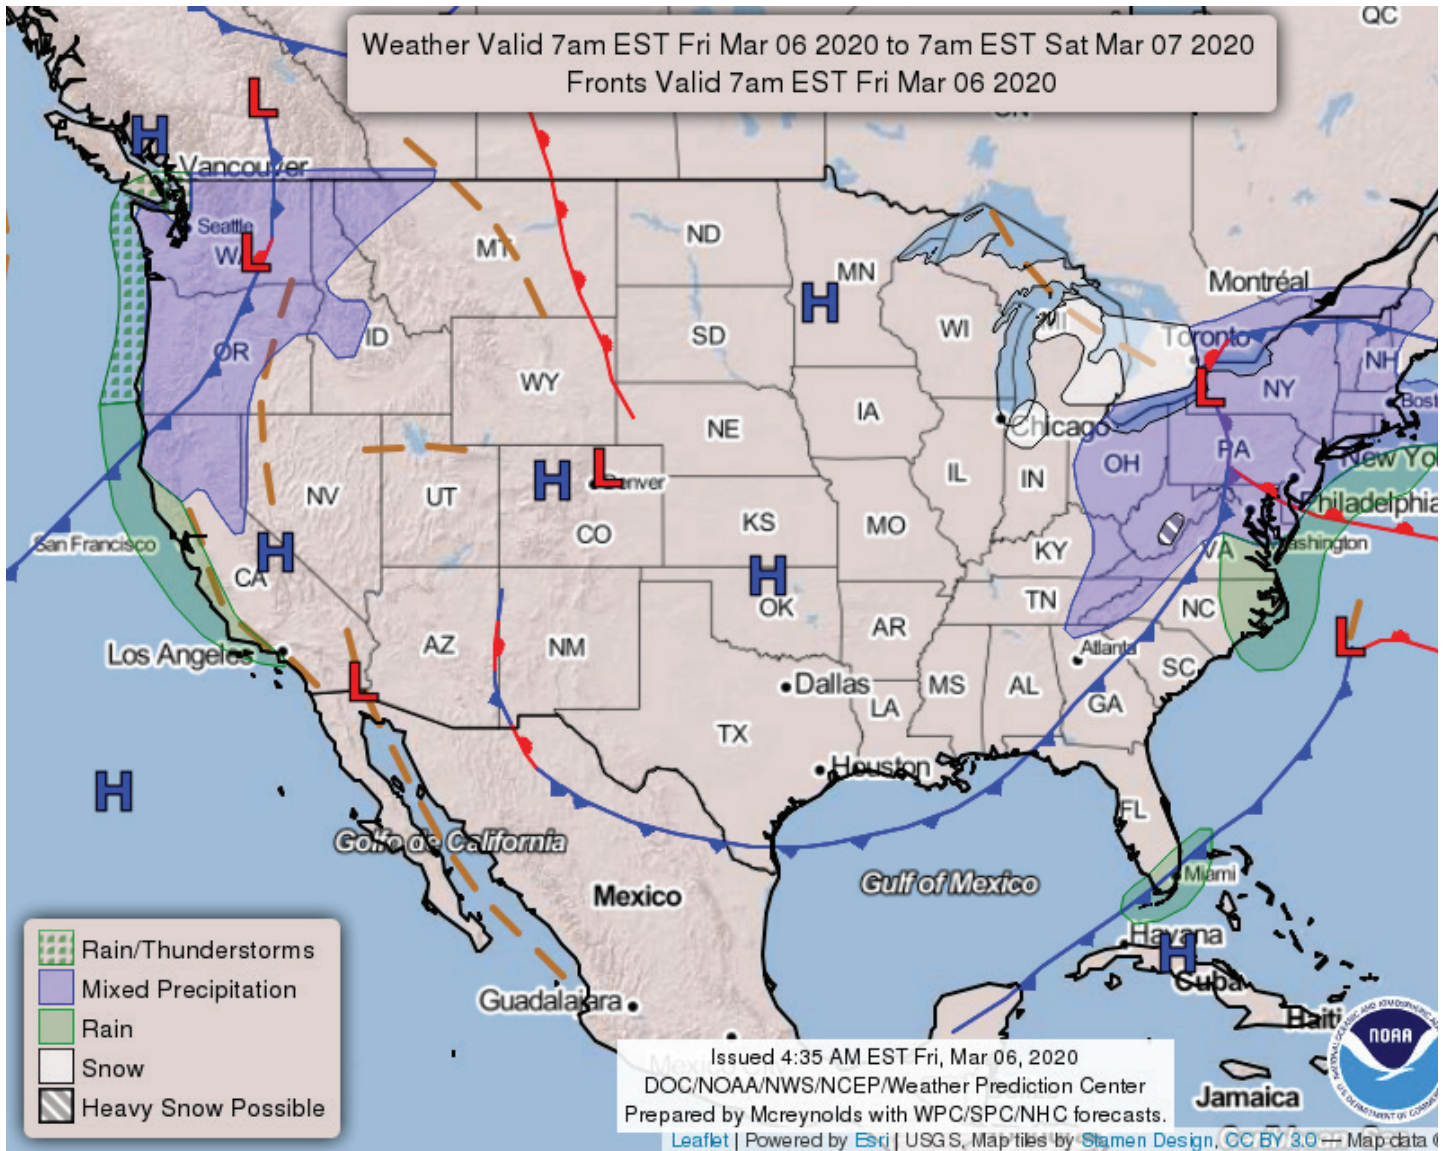 QC
Weather Valid 7am EST Fri Mar 06 2020 to 7am EST Sat Mar 07 2020
Fronts Valid 7am EST Fri Mar 06 2020
L
H
Vancouver
Seattle
WA
L
MT
ND
MN
H
Montréal
OR
ID
SD
WI
MI
Toronto
NH
WY
L
NY
IA
Bost
NE
Chicago
PA
New Yo
OH
H
L
Denver
IL
IN
NV
UT
Philadelphia
KS
MO
CO
San Francisco
H
KY
VA
Washington
CA
H
OK
TN
NC
AR
L
AZ
NM
Atlanta
Los Angeles
SC
L
Dallas
MS
AL
LA
GA
TX
Houston
H
FL
Golfo de California
Miami
Mexico
Gulf of Mexico
Havana
H
Cuba
Guadalajara
Haiti
NOAA
Mexico City
Jamaica
Rain/Thunderstorms
Mixed Precipitation
Rain
Snow
Heavy Snow Possible
Issued 4:35 AM EST Fri, Mar 06, 2020
DOC/NOAA/NWS/NCEP/Weather Prediction Center
Prepared by Mcreynolds with WPC/SPC/NHC forecasts.
Leaflet | Powered by Esri | USGS, Map tiles by Stamen Design, CC BY 3.0 — Map data ©